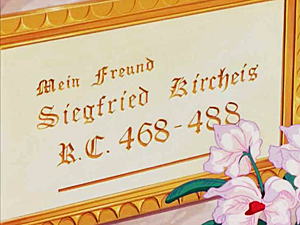 Mein Freund
Siegfried Kircheis
R.C. 468-488